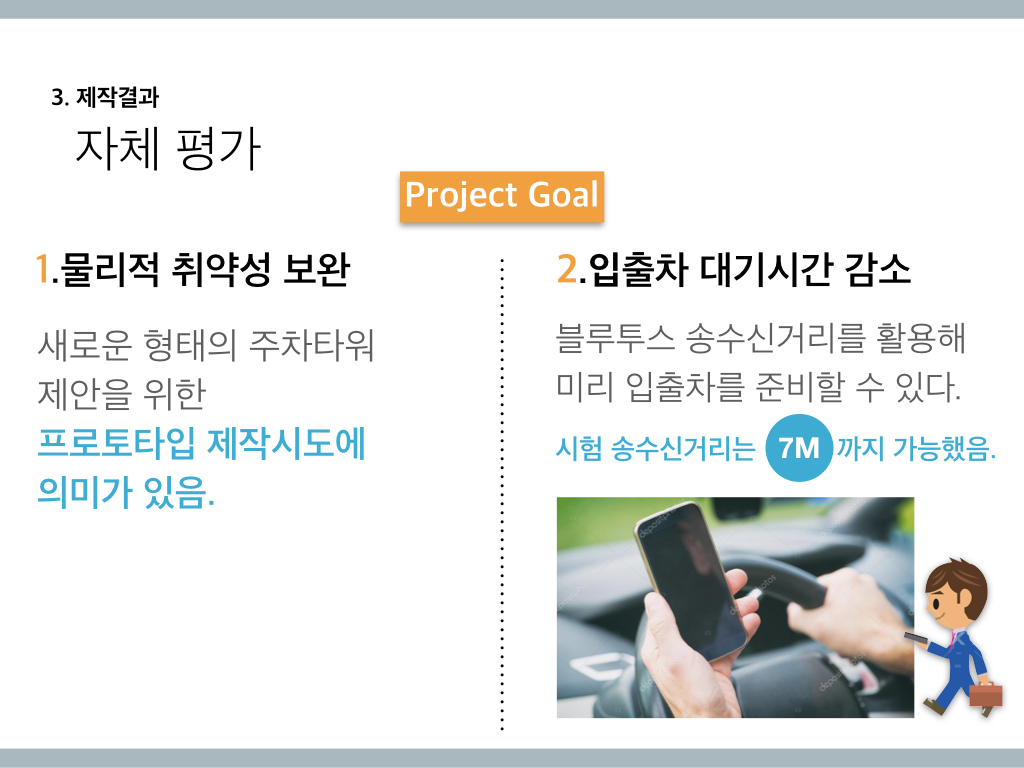 3. 제작결과
자체 평가
Project Goal
1.물리적 취약성 보완
새로운 형태의 주차타워
제안을 위한
프로토타입 제작시도에
의미가 있음.
2.입출차 대기시간 감소
블루투스 송수신거리를 활용해
미리 입출차를 준비할 수 있다.
시험 송수신거리는 7M 까지 가능했음.
depositphotos